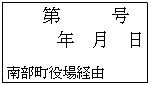 第　　　号
年　月　日
南部町役場経由